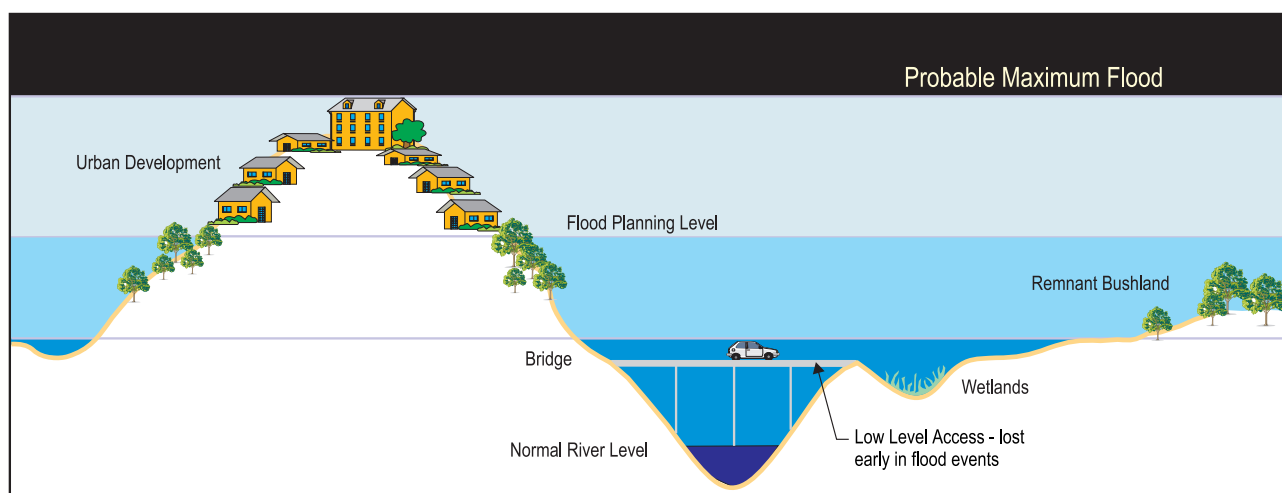 Probable Maximum Flood
Urban Development
Flood Planning Level
Remnant Bushland
Bridge
Wetlands
Low Level Access - lost
early in flood events
Normal River Level